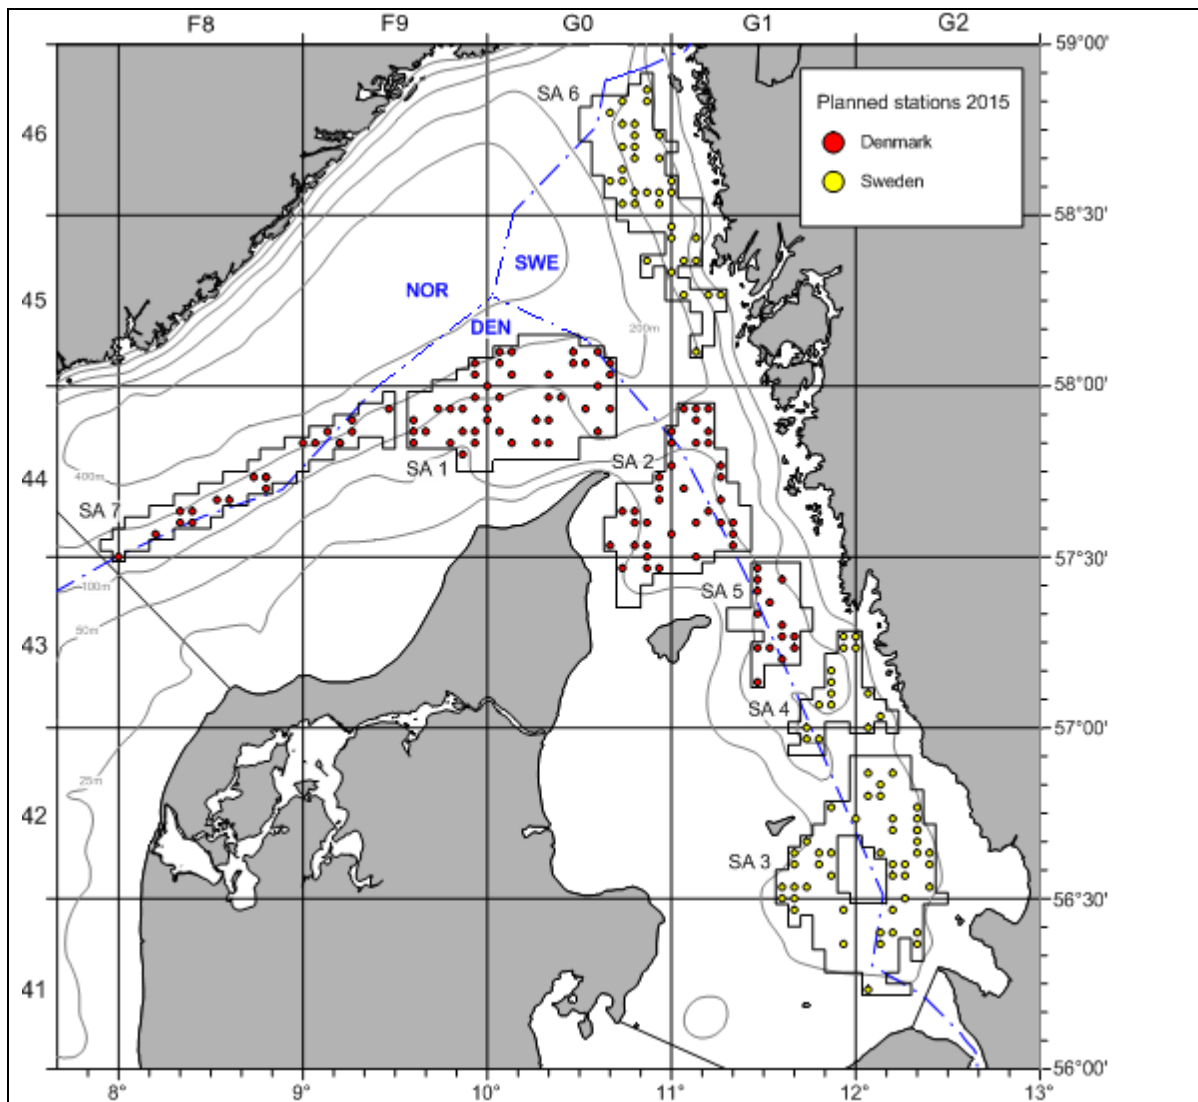 F8 F9 G0 G1 G2
59°00'
SA 6
Planned stations 2015
46
Denmark
Sweden
58°30'
SWE
NOR
45
DEN
200m
58°00'
SA 1
SA 2
44
400m
SA 7
57°30'
100m
SA 5
50m
43
SA 4
57°00'
25m
42
SA 3
56°30'
41
56°00'
8° 9° 10° 11° 12° 13°